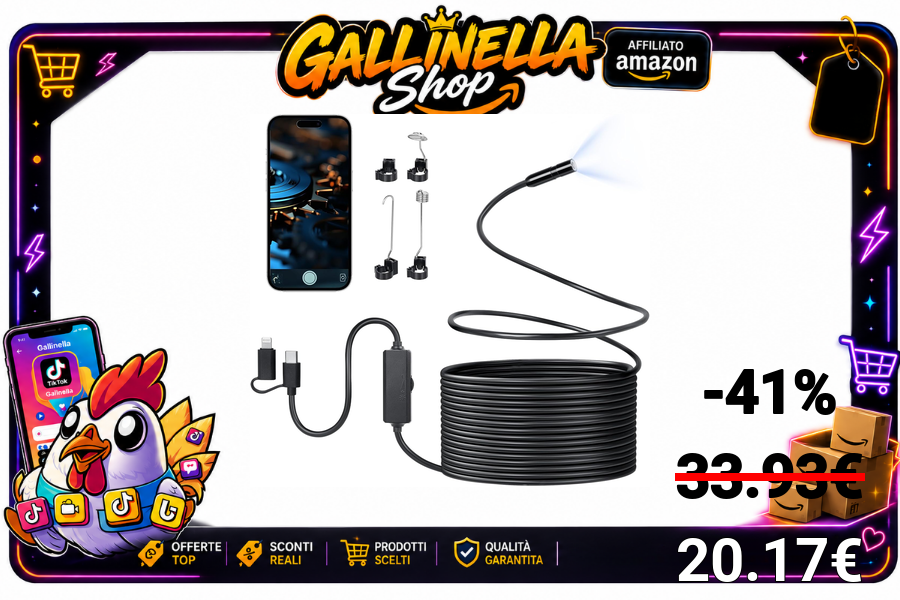 GALLINELLA
Shop
AFFILIATO
amazon
Gallinella
TikTok
Gallinella
-41%
33.93€
20.17€
OFFERTE
TOP
SCONTI
REALI
PRODOTTI
SCELTI
QUALITÀ
GARANTITA